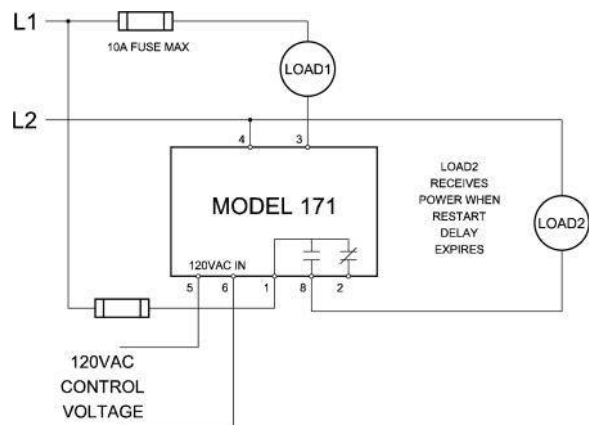 L1
10A FUSE MAX
LOAD1
L2
4
3
MODEL 171
LOAD2
RECEIVES
POWER WHEN
RESTART
DELAY
EXPIRES
LOAD2
120VAC IN
5
6
1
8
2
120VAC
CONTROL
VOLTAGE